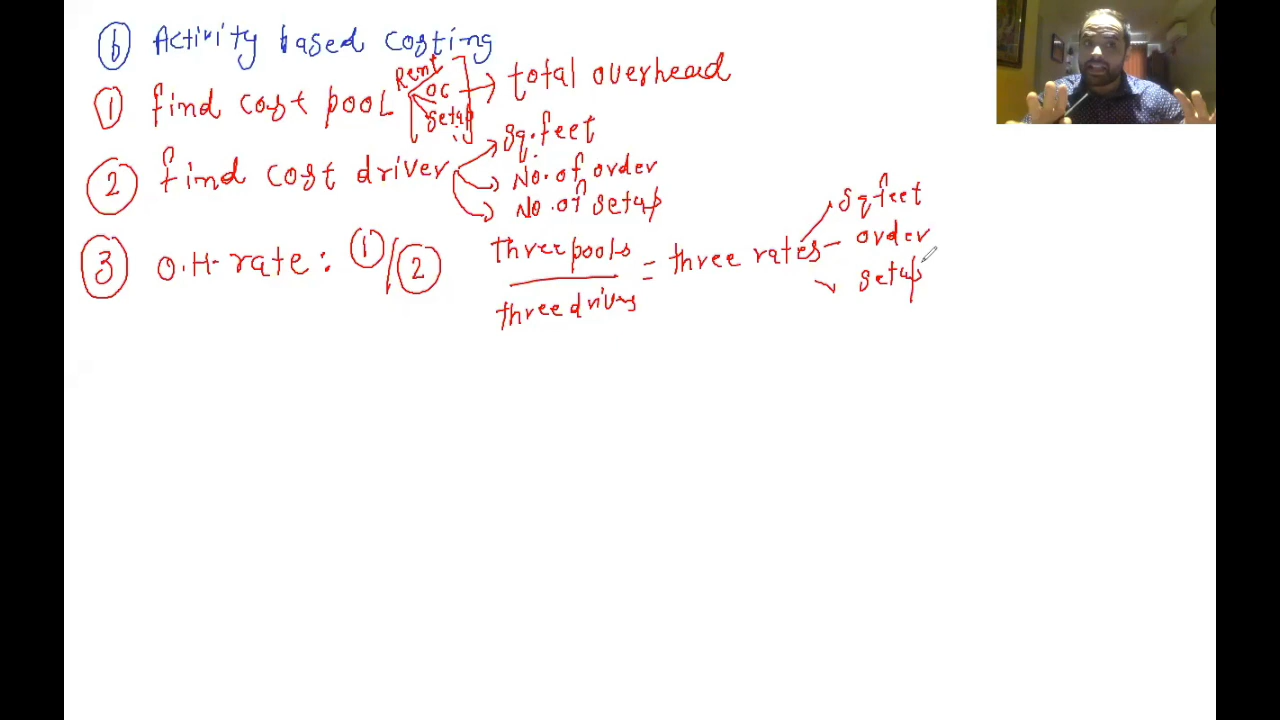 (b) Activity based costing
① find cost pool Rent OC Setup → total overhead
② find cost driver
sq.feet
No. of order
No. of setup
③ O.H. rate: ①/②
three pools / three drivers = three rates
sq feet
order
setup